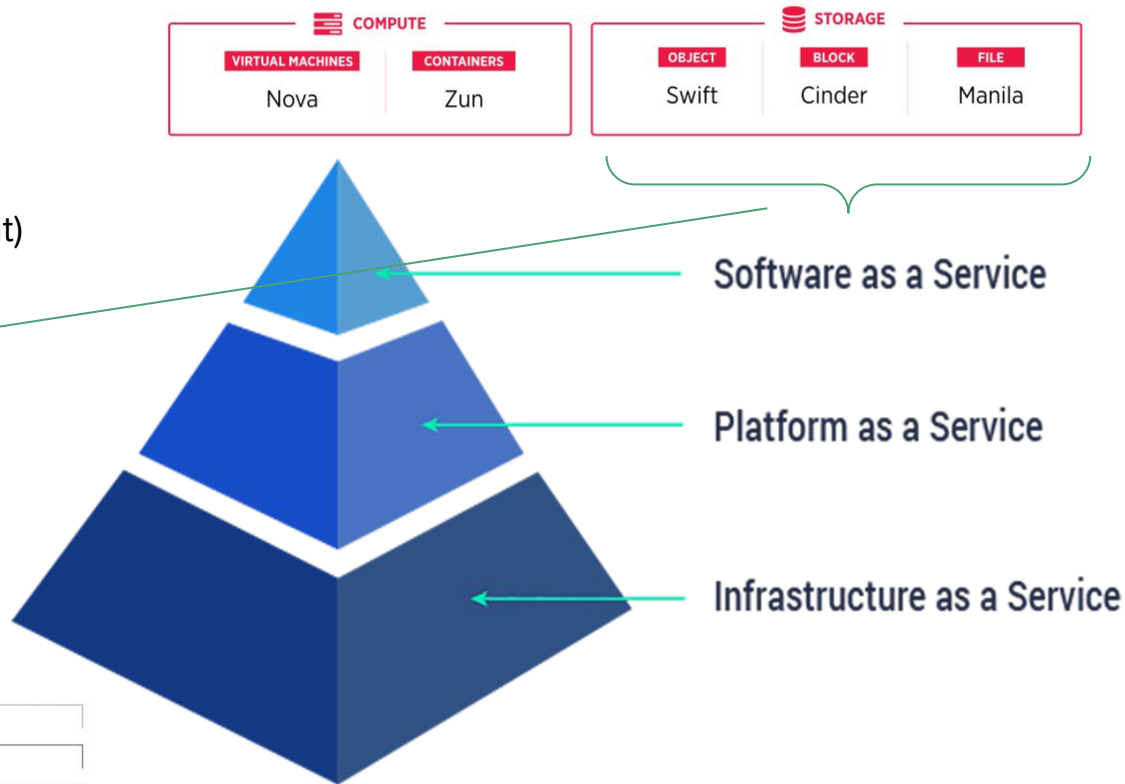 COMPUTE
VIRTUAL MACHINES
Nova
CONTAINERS
Zun
STORAGE
OBJECT
Swift
BLOCK
Cinder
FILE
Manila
t)
Software as a Service
Platform as a Service
Infrastructure as a Service